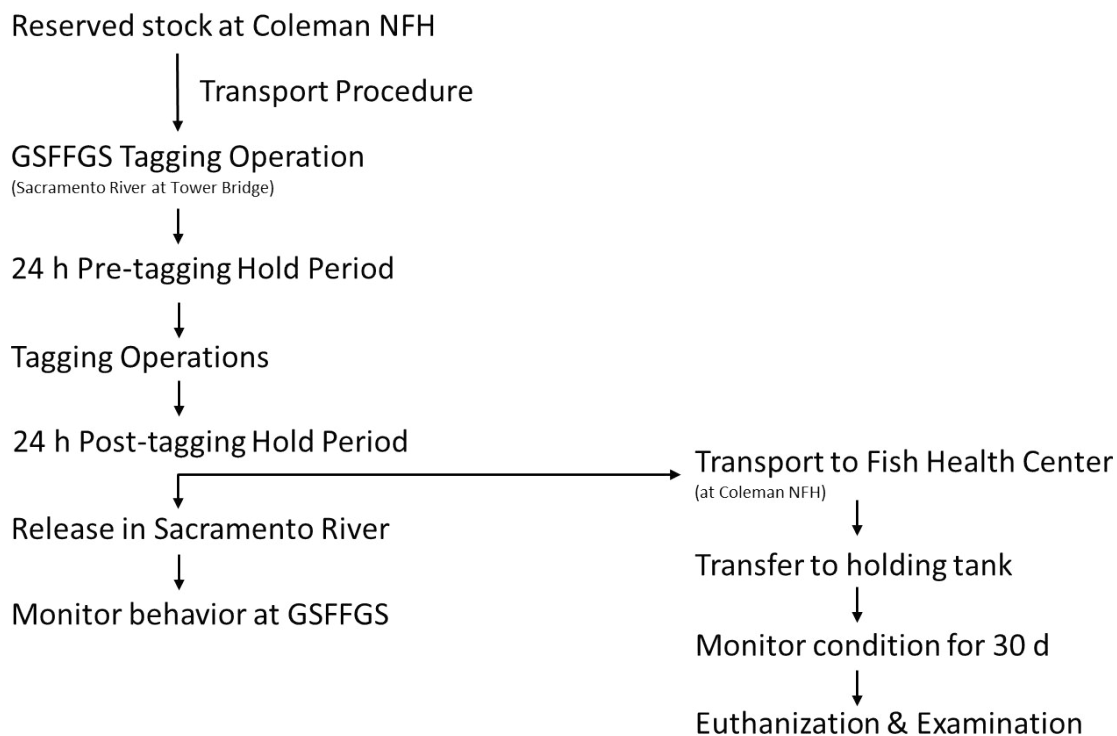 Reserved stock at Coleman NFH
Transport Procedure
GSFFGS Tagging Operation
(Sacramento River at Tower Bridge)
24 h Pre-tagging Hold Period
Tagging Operations
24 h Post-tagging Hold Period
Release in Sacramento River
Monitor behavior at GSFFGS
Transport to Fish Health Center
(at Coleman NFH)
Transfer to holding tank
Monitor condition for 30 d
Euthanization & Examination